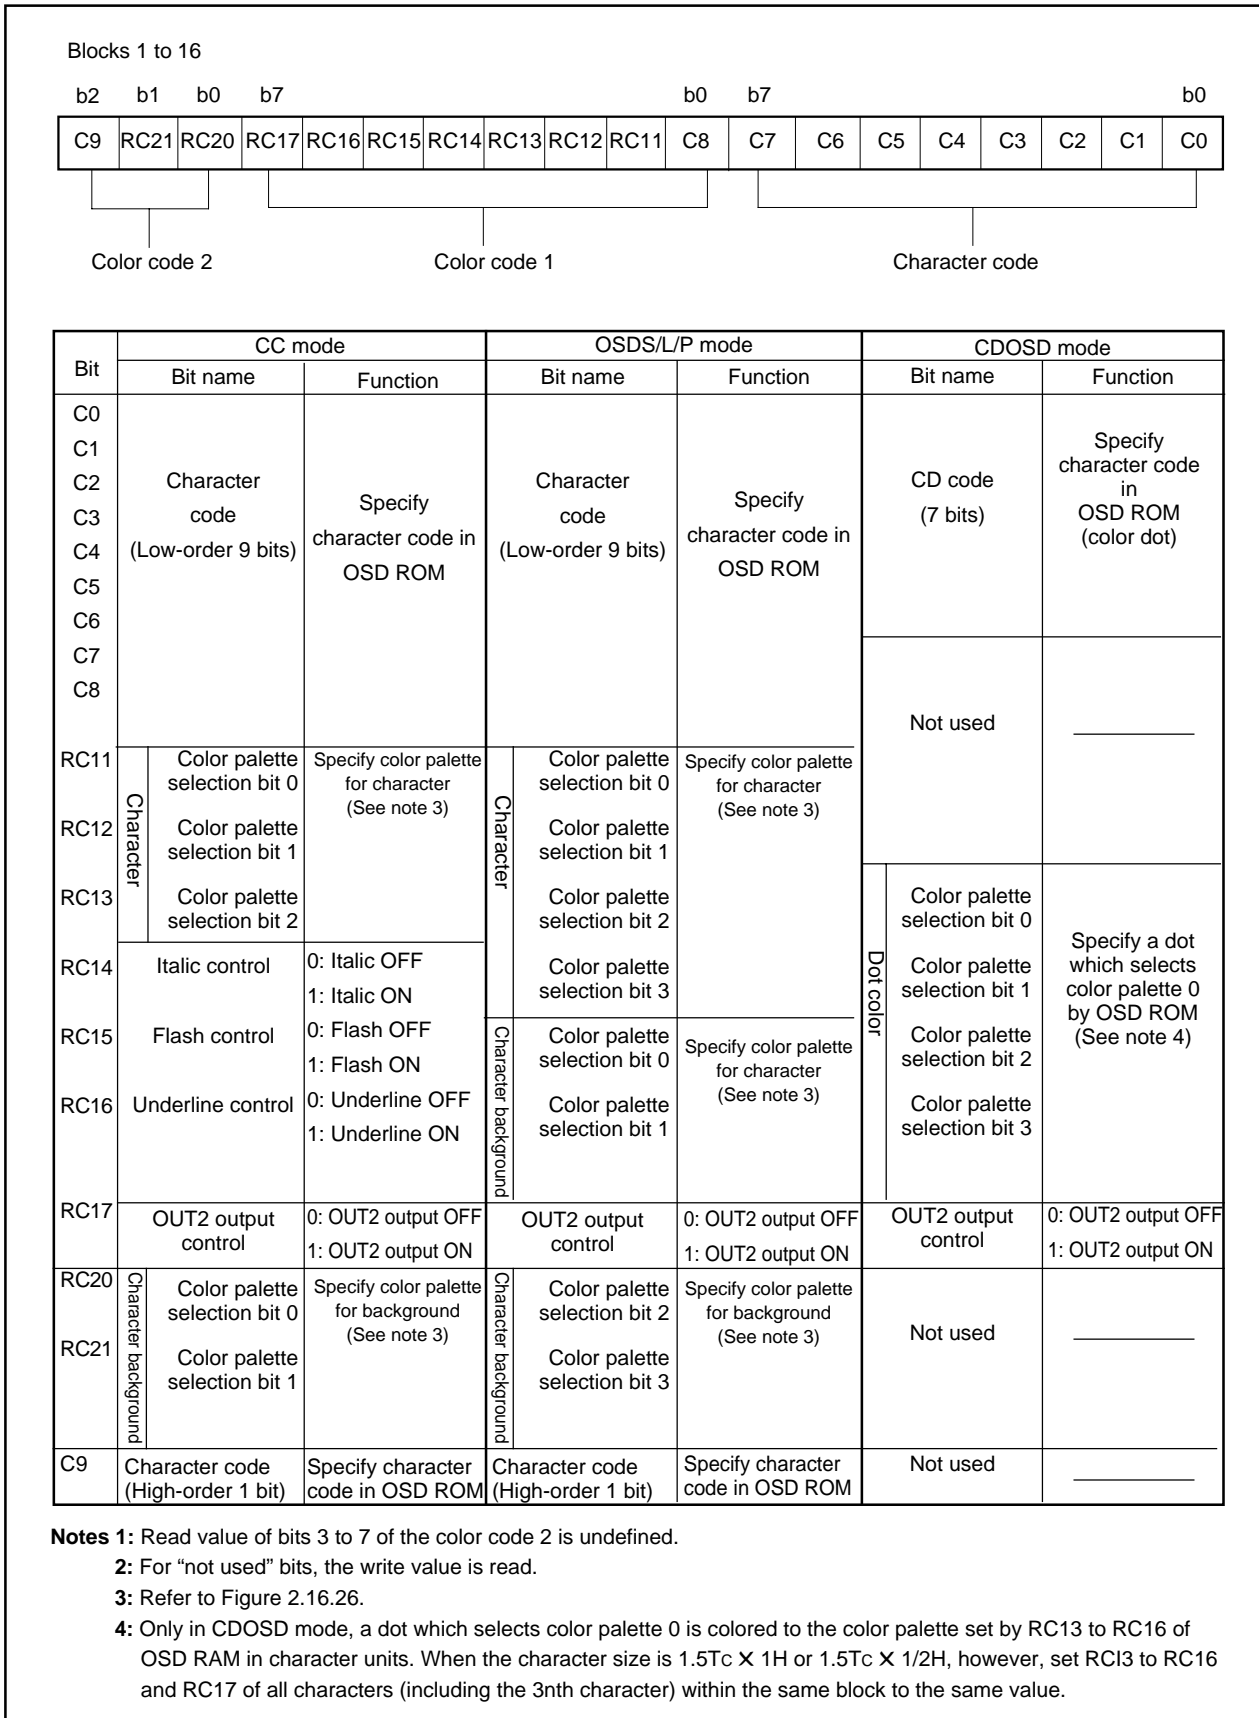 Blocks 1 to 16
b2 b1 b0 b7 b0 b7 b0
C9 RC21 RC20 RC17 RC16 RC15 RC14 RC13 RC12 RC11 C8 C7 C6 C5 C4 C3 C2 C1 C0
Color code 2 Color code 1 Character code
Bit CC mode OSDS/L/P mode CDOSD mode
Bit name Function Bit name Function Bit name Function
C0
C1
C2
C3
C4
C5
C6
C7
C8
Character
code
(Low-order 9 bits)
Specify
character code in
OSD ROM
Character
code
(Low-order 9 bits)
Specify
character code in
OSD ROM
CD code
(7 bits)
Specify
character code
in
OSD ROM
(color dot)
Not used
RC11
RC12
RC13
Character
Color palette
selection bit 0
Color palette
selection bit 1
Color palette
selection bit 2
Specify color palette
for character
(See note 3)
Character
Color palette
selection bit 0
Color palette
selection bit 1
Color palette
selection bit 2
Color palette
selection bit 3
Specify color palette
for character
(See note 3)
RC14
Italic control
0: Italic OFF
1: Italic ON
RC15
Flash control
0: Flash OFF
1: Flash ON
RC16
Underline control
0: Underline OFF
1: Underline ON
Character background
Color palette
selection bit 0
Color palette
selection bit 1
Specify color palette
for character
(See note 3)
Dot color
Color palette
selection bit 0
Color palette
selection bit 1
Color palette
selection bit 2
Color palette
selection bit 3
Specify a dot
which selects
color palette 0
by OSD ROM
(See note 4)
RC17
OUT2 output
control
0: OUT2 output OFF
1: OUT2 output ON
OUT2 output
control
0: OUT2 output OFF
1: OUT2 output ON
OUT2 output
control
0: OUT2 output OFF
1: OUT2 output ON
RC20
RC21
Character background
Color palette
selection bit 0
Color palette
selection bit 1
Specify color palette
for background
(See note 3)
Character background
Color palette
selection bit 2
Color palette
selection bit 3
Specify color palette
for background
(See note 3)
Not used
C9
Character code
(High-order 1 bit)
Specify character
code in OSD ROM
Character code
(High-order 1 bit)
Specify character
code in OSD ROM
Not used
Notes 1: Read value of bits 3 to 7 of the color code 2 is undefined.
2: For “not used” bits, the write value is read.
3: Refer to Figure 2.16.26.
4: Only in CDOSD mode, a dot which selects color palette 0 is colored to the color palette set by RC13 to RC16 of
OSD RAM in character units. When the character size is 1.5TC ✕ 1H or 1.5TC ✕ 1/2H, however, set RCI3 to RC16
and RC17 of all characters (including the 3nth character) within the same block to the same value.